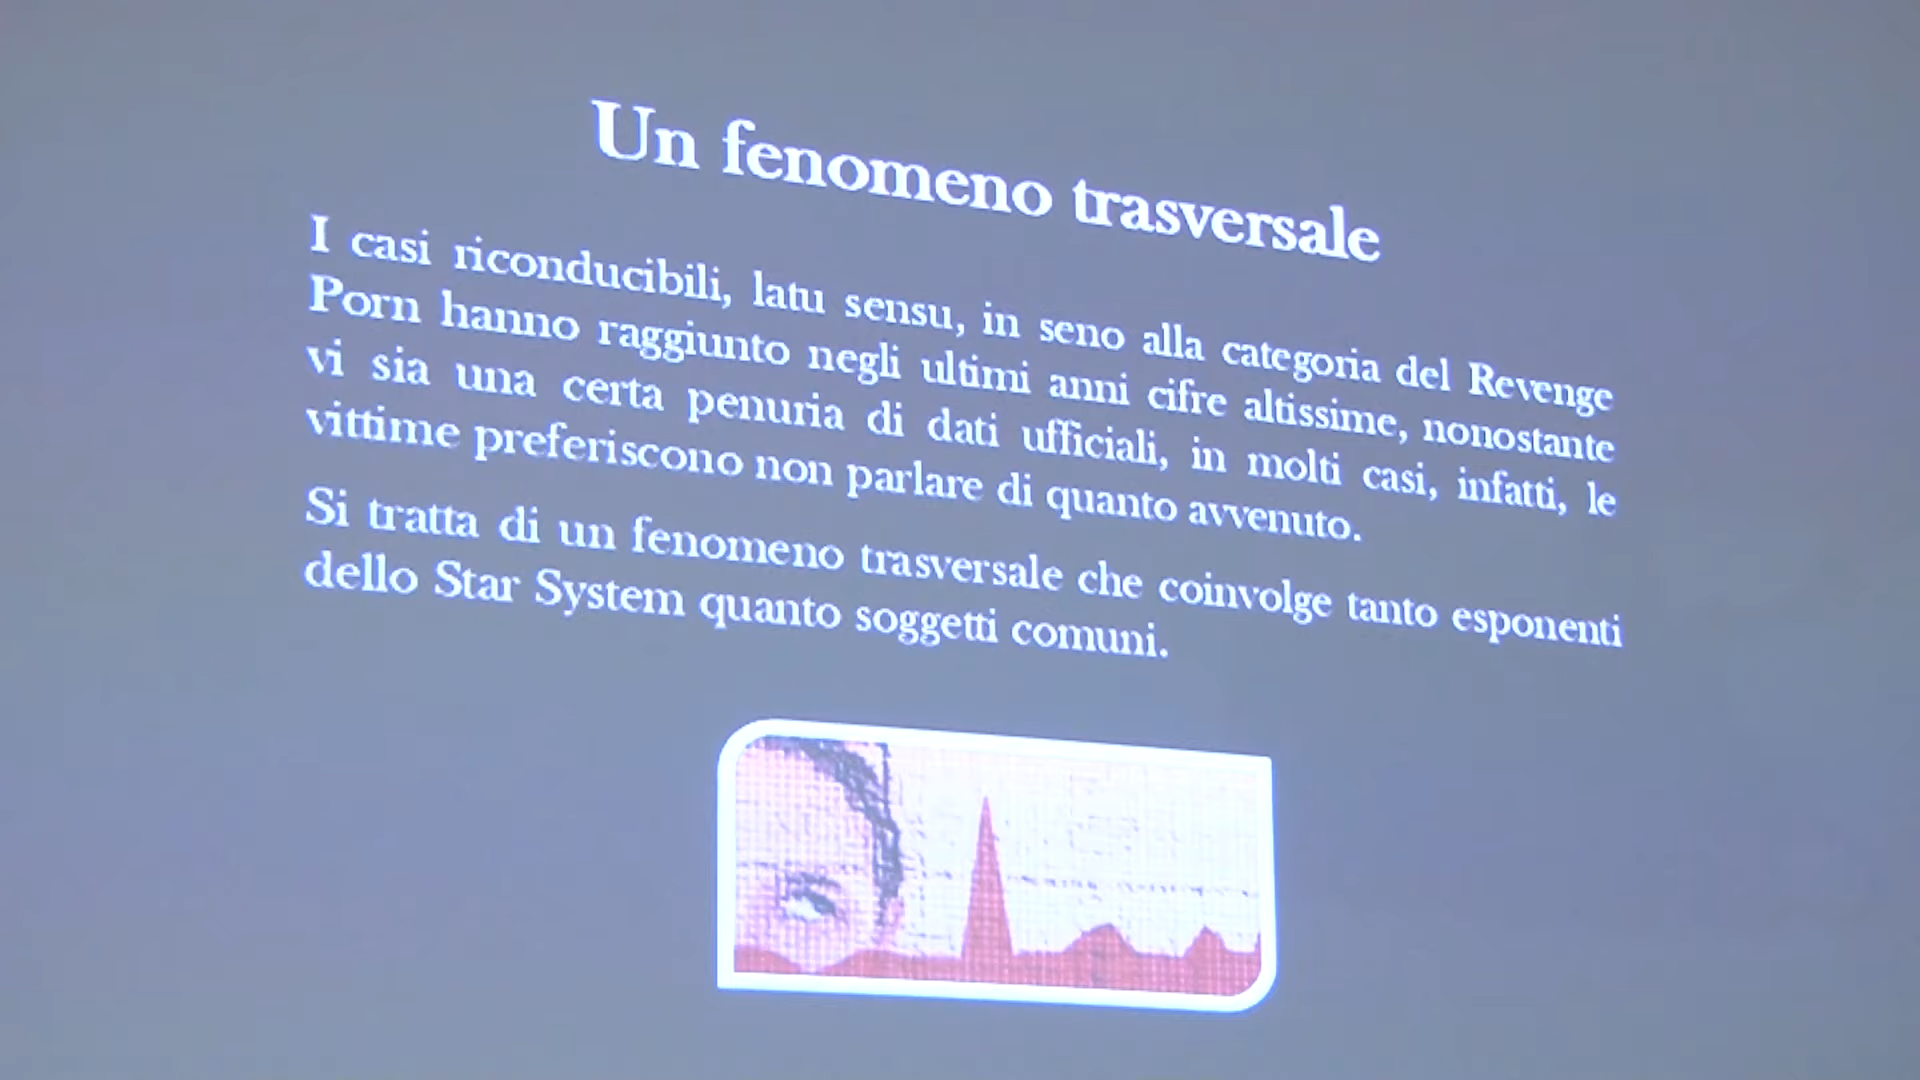 Un fenomeno trasversale
I casi riconducibili, latu sensu, in seno alla categoria del Revenge
Porn hanno raggiunto negli ultimi anni cifre altissime, nonostante
vi sia una certa penuria di dati ufficiali, in molti casi, infatti, le
vittime preferiscono non parlare di quanto avvenuto.
Si tratta di un fenomeno trasversale che coinvolge tanto esponenti
dello Star System quanto soggetti comuni.